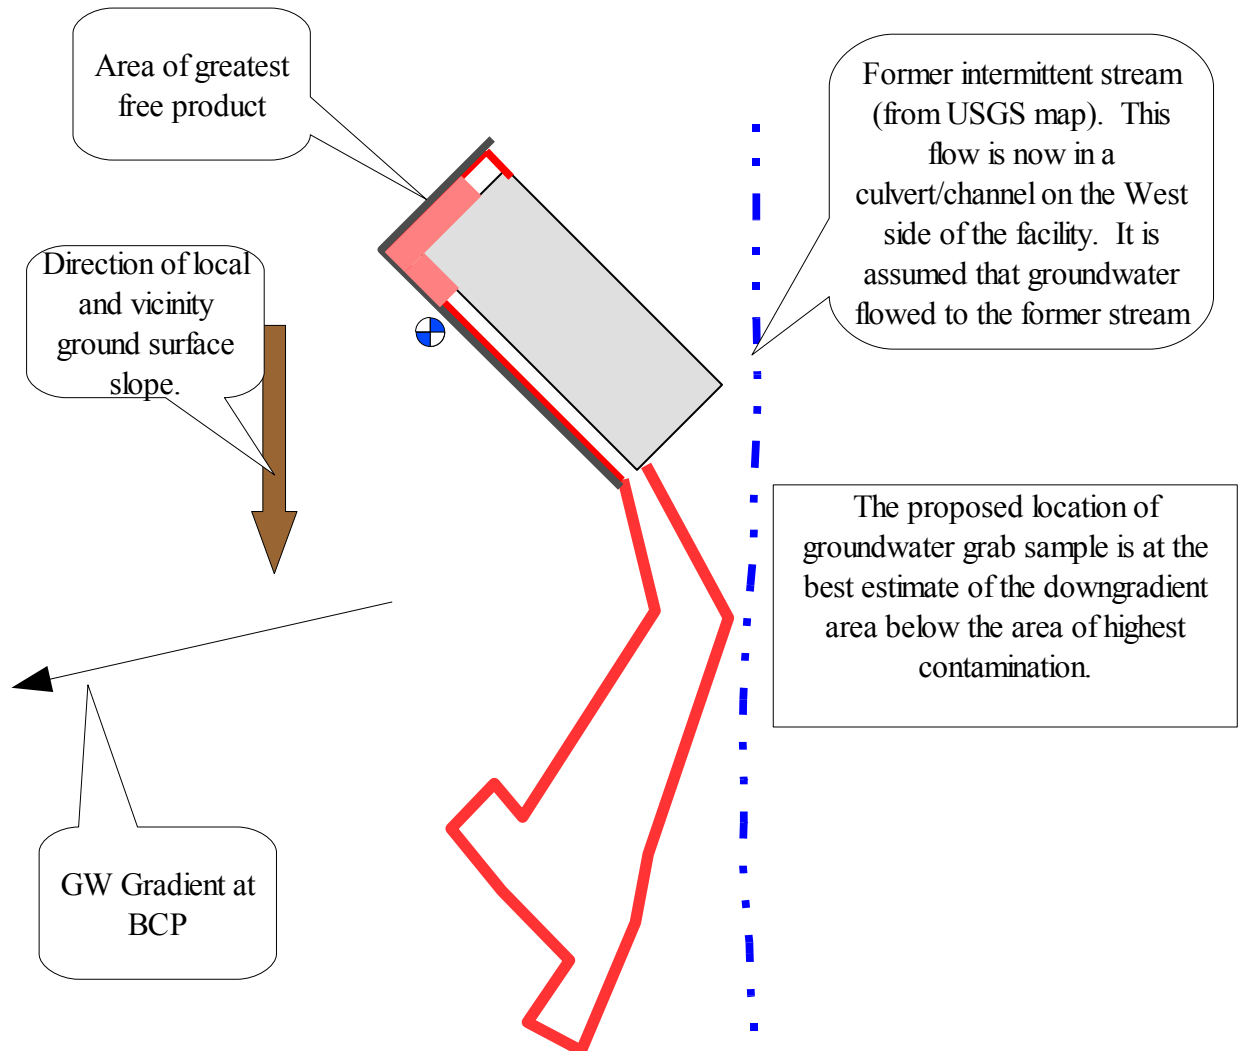 Area of greatest
free product
Former intermittent stream
(from USGS map).  This
flow is now in a
culvert/channel on the West
side of the facility.  It is
assumed that groundwater
flowed to the former stream
Direction of local
and vicinity
ground surface
slope.
The proposed location of
groundwater grab sample is at the
best estimate of the downgradient
area below the area of highest
contamination.
GW Gradient at
BCP